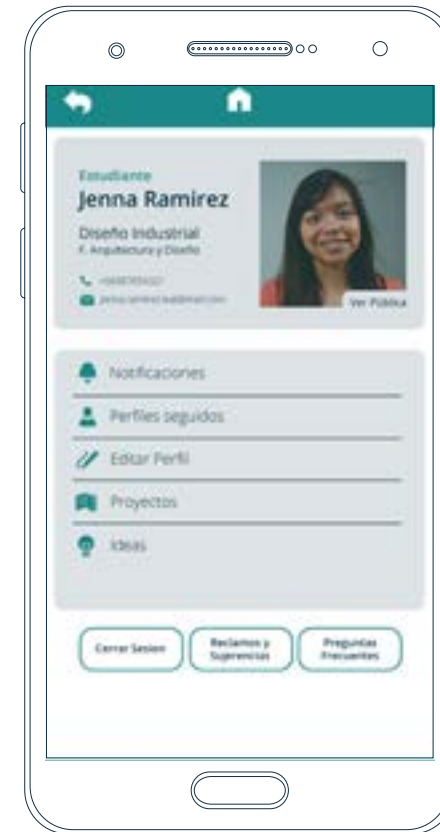 Estudiante
Jenna Ramirez
Diseño Industrial
F. Arquitectura y Diseño
Ver Pública
Notificaciones
Perfiles seguidos
Editar Perfil
Proyectos
Ideas
Cerrar Sesion
Reclamos y
Sugerencias
Preguntas
Frecuentes